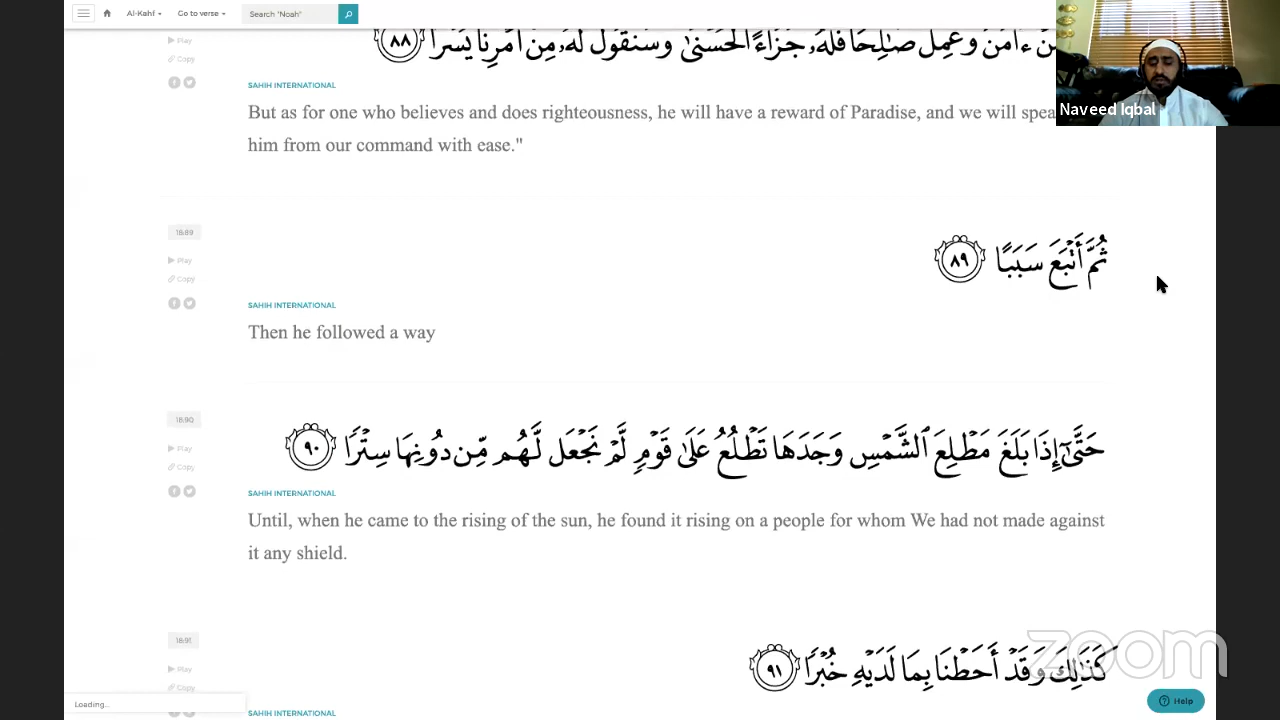 Al-Kahf
Go to verse
Search "Noah"
Play
Copy
ءَامَنَ وَعَمِلَ صَٰلِحًا فَلَهُۥ جَزَآءً ٱلْحُسْنَىٰ وَسَنَقُولُ لَهُۥ مِنْ أَمْرِنَا يُسْرًا ٨٨
SAHIH INTERNATIONAL
But as for one who believes and does righteousness, he will have a reward of Paradise, and we will spea
him from our command with ease."
Naveed Iqbal
18:89
ثُمَّ أَتْبَعَ سَبَبًا ٨٩
Play
Copy
SAHIH INTERNATIONAL
Then he followed a way
18:90
حَتَّىٰٓ إِذَا بَلَغَ مَطْلِعَ ٱلشَّمْسِ وَجَدَهَا تَطْلُعُ عَلَىٰ قَوْمٍ لَّمْ نَجْعَل لَّهُم مِّن دُونِهَا سِتْرًا ٩٠
Play
Copy
SAHIH INTERNATIONAL
Until, when he came to the rising of the sun, he found it rising on a people for whom We had not made against
it any shield.
18:91
كَذَٰلِكَ وَقَدْ أَحَطْنَا بِمَا لَدَيْهِ خُبْرًا ٩١
Play
Copy
SAHIH INTERNATIONAL
Loading...
zoom
Help